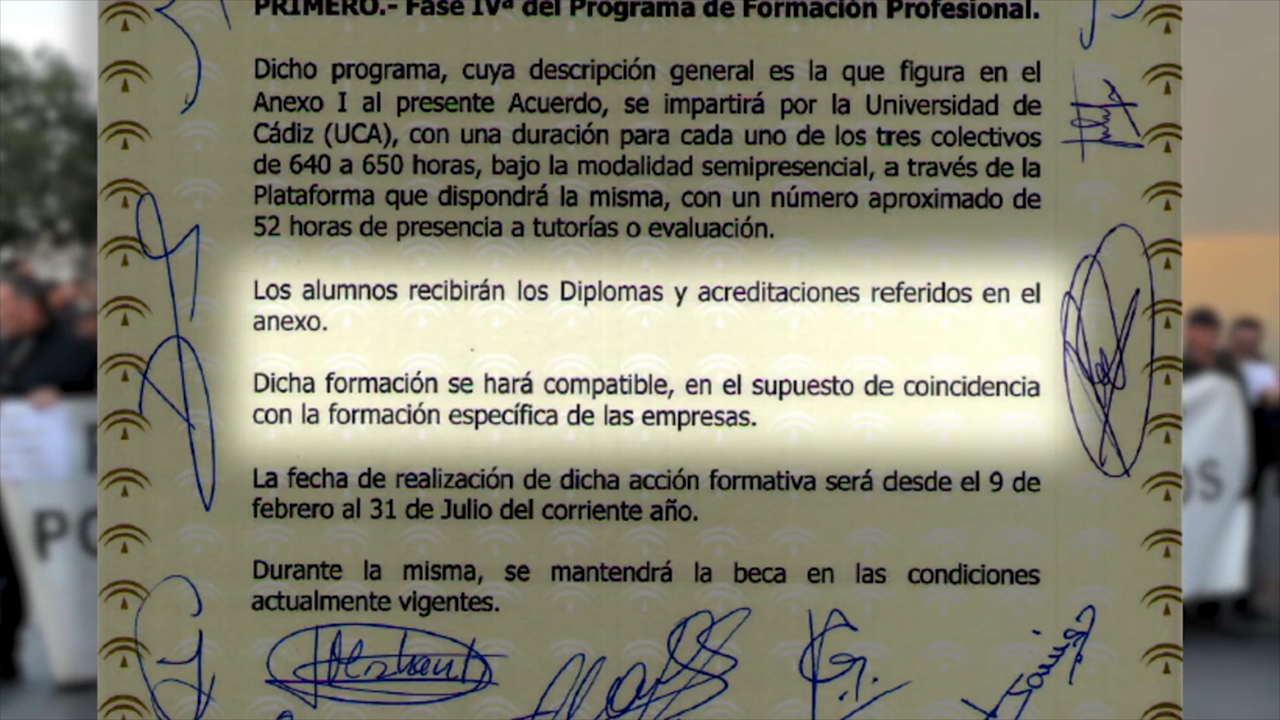 PRIMERO.- Fase IVª del Programa de Formación Profesional.
Dicho programa, cuya descripción general es la que figura en el
Anexo I al presente Acuerdo, se impartirá por la Universidad de
Cádiz (UCA), con una duración para cada uno de los tres colectivos
de 640 a 650 horas, bajo la modalidad semipresencial, a través de la
Plataforma que dispondrá la misma, con un número aproximado de
52 horas de presencia a tutorías o evaluación.
Los alumnos recibirán los Diplomas y acreditaciones referidos en el
anexo.
Dicha formación se hará compatible, en el supuesto de coincidencia
con la formación específica de las empresas.
La fecha de realización de dicha acción formativa será desde el 9 de
febrero al 31 de Julio del corriente año.
Durante la misma, se mantendrá la beca en las condiciones
actualmente vigentes.